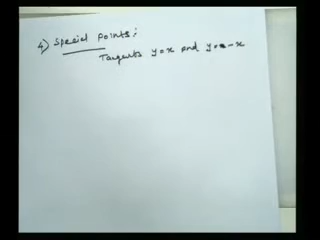 4) Special points:
Tangents y=x and y=-x